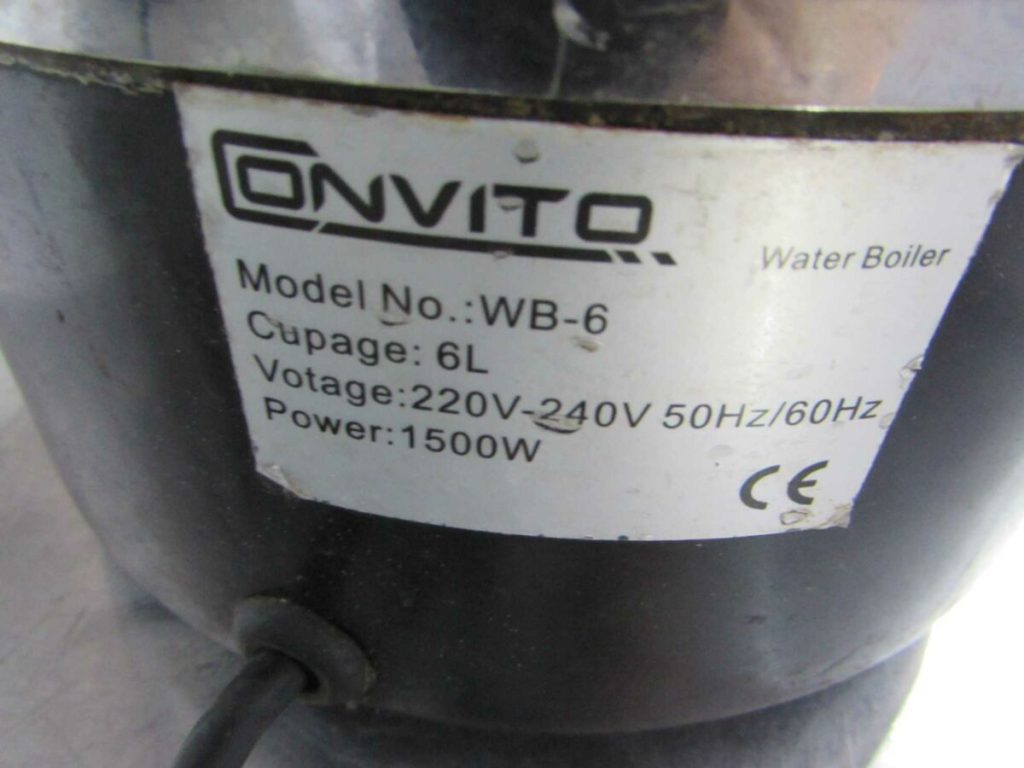 CONVITO
Water Boiler
Model No.:WB-6
Cupage: 6L
Votage:220V-240V 50Hz/60Hz
Power:1500W
CE